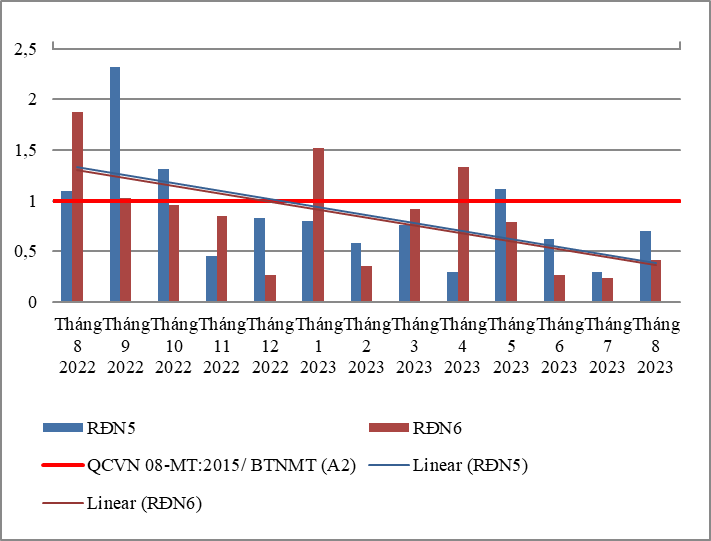 2,5
2
1,5
1
0,5
0
Tháng Tháng Tháng Tháng Tháng Tháng Tháng Tháng Tháng Tháng Tháng Tháng Tháng
8 9 10 11 12 1 2 3 4 5 6 7 8
2022 2022 2022 2022 2022 2023 2023 2023 2023 2023 2023 2023 2023
RĐN5 RĐN6
QCVN 08-MT:2015/ BTNMT (A2) Linear (RĐN5)
Linear (RĐN6)